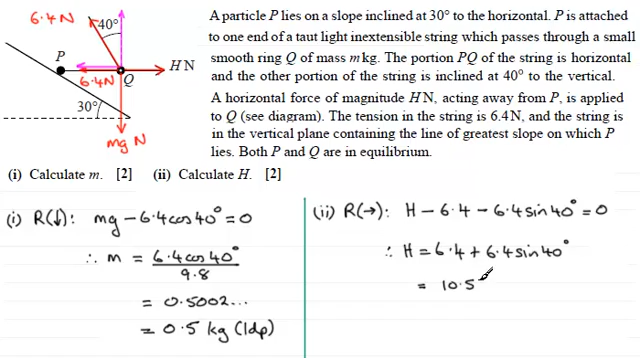 6.4N
40°
mg N
P
6.4N
Q
H N
30°
mg N
A particle P lies on a slope inclined at 30° to the horizontal. P is attached
to one end of a taut light inextensible string which passes through a small
smooth ring Q of mass m kg. The portion PQ of the string is horizontal
and the other portion of the string is inclined at 40° to the vertical.
A horizontal force of magnitude H N, acting away from P, is applied
to Q (see diagram). The tension in the string is 6.4 N, and the string is
in the vertical plane containing the line of greatest slope on which P
lies. Both P and Q are in equilibrium.
(i) Calculate m. [2] (ii) Calculate H. [2]
(i) R(↓): mg - 6.4cos40° = 0
∴ m = 6.4cos40°
9.8
= 0.5002...
= 0.5 kg (1dp)
(ii) R(→): H - 6.4 - 6.4sin40° = 0
∴ H = 6.4 + 6.4sin40°
= 10.5